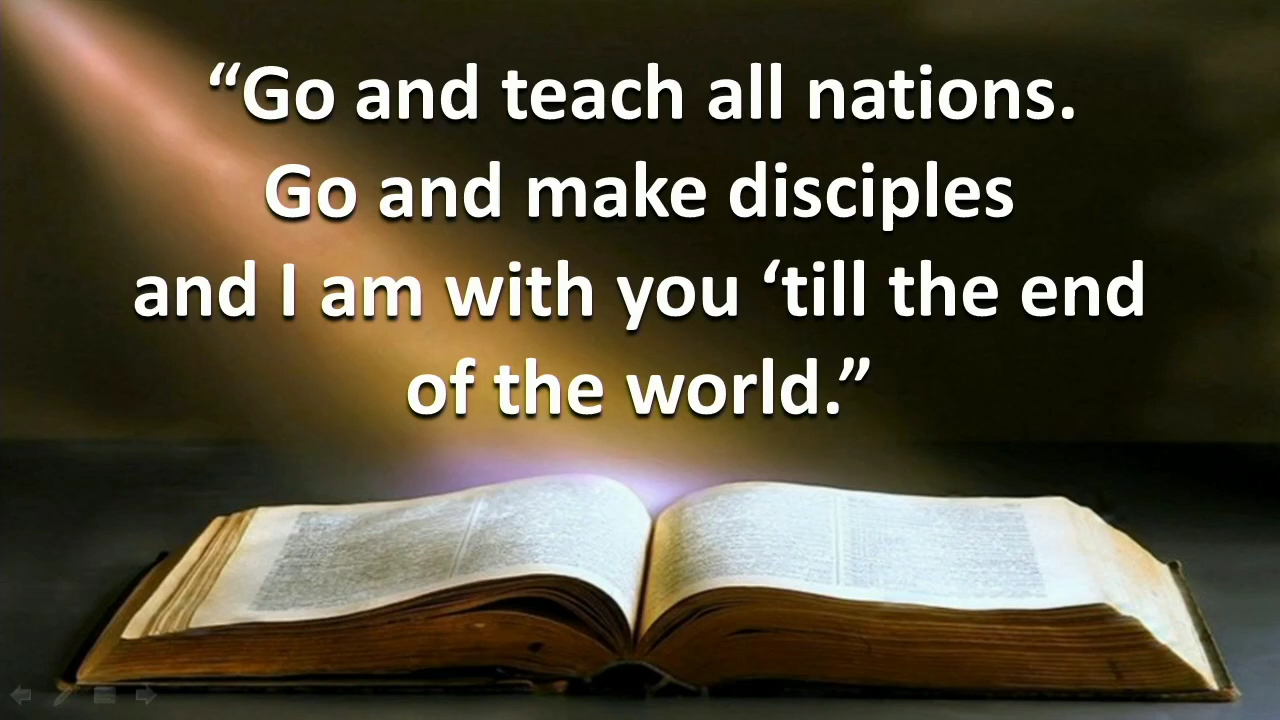 “Go and teach all nations.
Go and make disciples
and I am with you ‘till the end
of the world.”